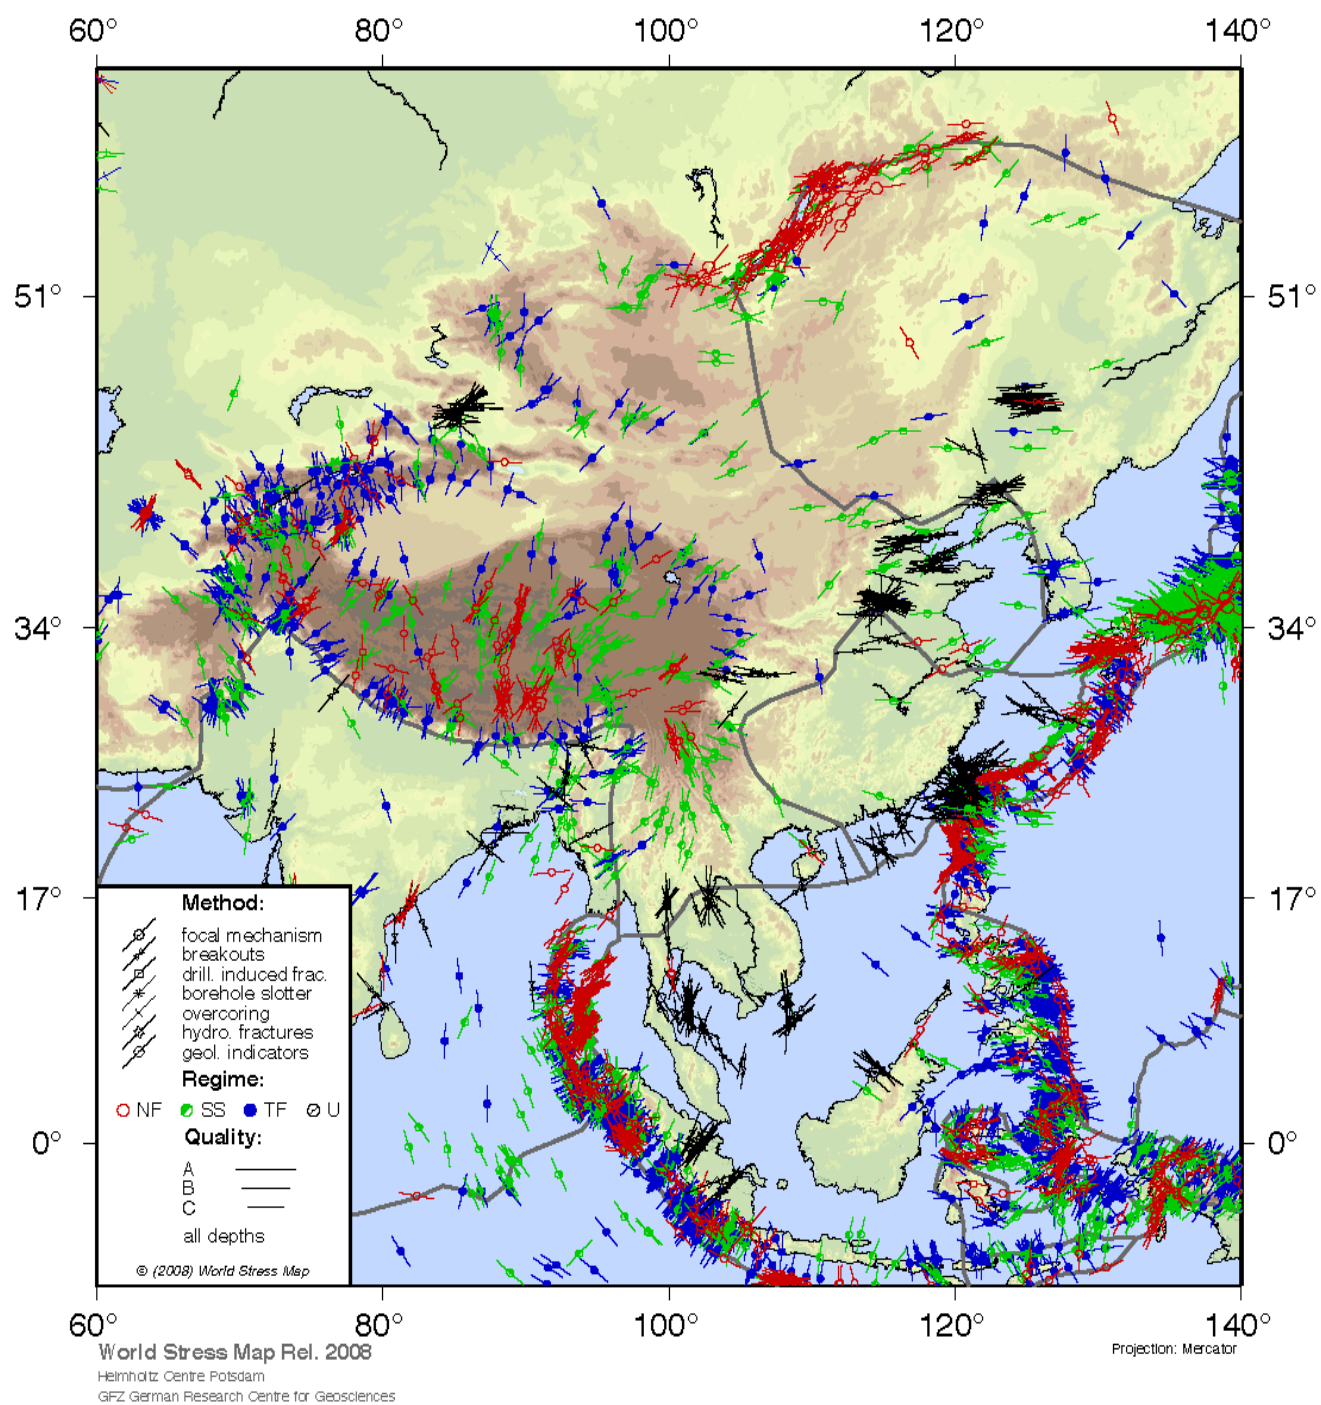 60° 80° 100° 120° 140°
51° 51°
34° 34°
17° 17°
Method:
focal mechanism
breakouts
drill. induced frac.
borehole slotter
overcoring
hydro. fractures
geol. indicators
Regime:
NF SS TF U
Quality:
0° 0°
A
B
C
all depths
© (2008) World Stress Map
60° 80° 100° 120° 140°
World Stress Map Rel. 2008
Projection: Mercator
Helmholtz Centre Potsdam
GFZ German Research Centre for Geosciences